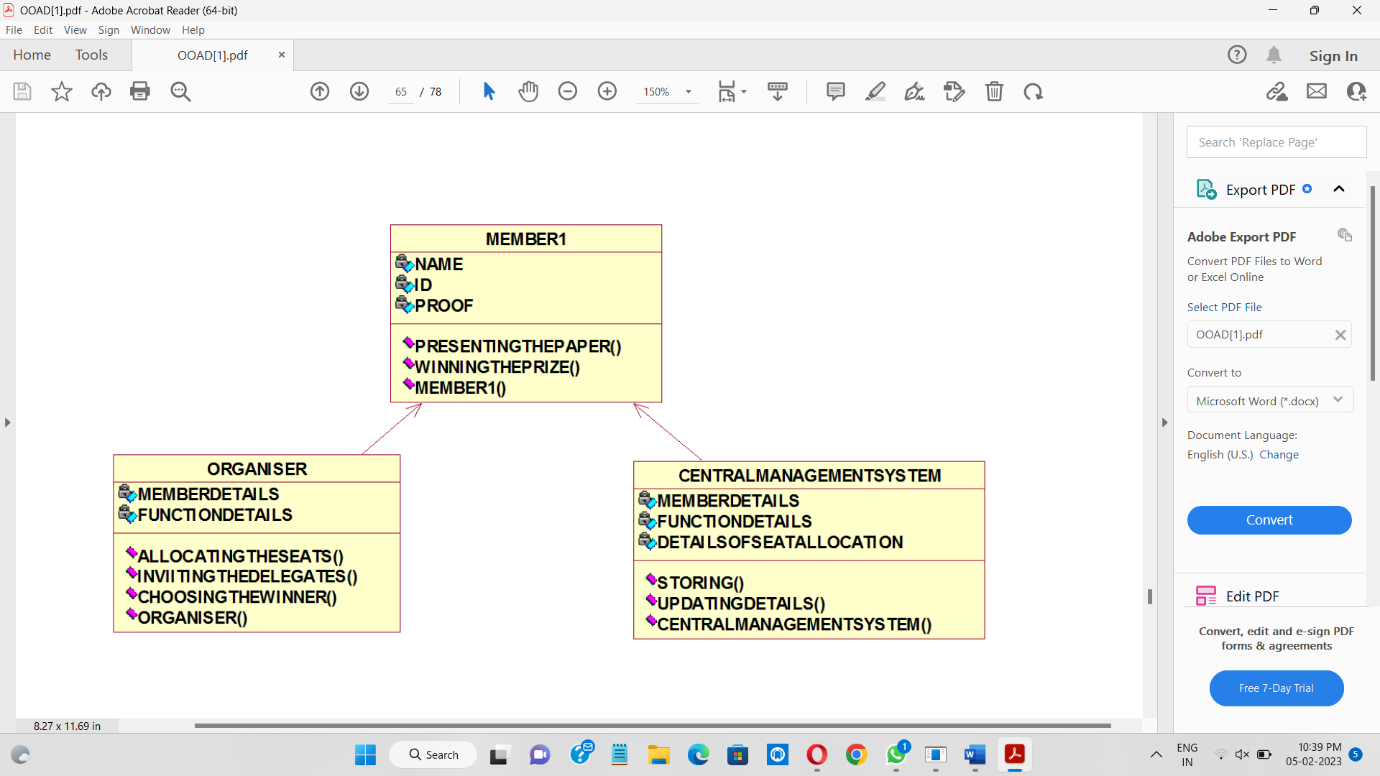 OOAD[1].pdf - Adobe Acrobat Reader (64-bit)
File Edit View Sign Window Help
Home Tools OOAD[1].pdf × Sign In
65 / 78 150%
Search 'Replace Page'
Export PDF
Adobe Export PDF
Convert PDF Files to Word
or Excel Online
Select PDF File
OOAD[1].pdf
Convert to
Microsoft Word (*.docx)
Document Language:
English (U.S.) Change
Convert
Edit PDF
Convert, edit and e-sign PDF
forms & agreements
Free 7-Day Trial
MEMBER1
NAME
ID
PROOF
PRESENTINGTHEPAPER()
WINNINGTHEPRIZE()
MEMBER1()
ORGANISER
MEMBERDETAILS
FUNCTIONDETAILS
ALLOCATINGTHESEATS()
INVIITINGTHEDELEGATES()
CHOOSINGTHEWINNER()
ORGANISER()
CENTRALMANAGEMENTSYSTEM
MEMBERDETAILS
FUNCTIONDETAILS
DETAILSOFSEATALLOCATION
STORING()
UPDATINGDETAILS()
CENTRALMANAGEMENTSYSTEM()
8.27 x 11.69 in
Search
1
ENG
IN
10:39 PM
05-02-2023
5